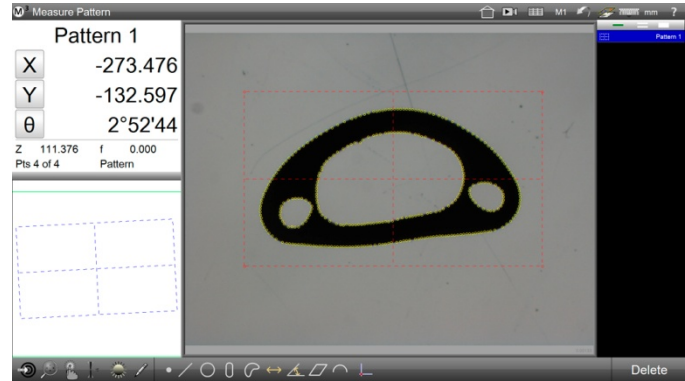 M³ Measure Pattern
M1
mm
?
Pattern 1
X -273.476
Y -132.597
θ 2°52'44
Z 111.376 f 0.000
Pts 4 of 4 Pattern
Pattern 1
Delete